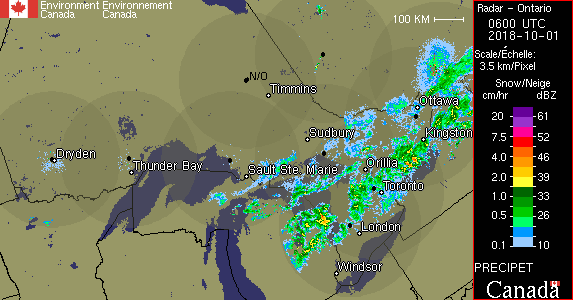 Environment Environnement
Canada Canada
100 KM
N/O
Timmins
Ottawa
Sudbury
Kingston
Dryden
Thunder Bay
Sault Ste. Marie
Orillia
Toronto
London
Windsor
Radar - Ontario
0600 UTC
2018-10-01
Scale/Échelle:
3.5 km/Pixel
Snow/Neige
cm/hr dBZ
20 61
7.5 52
4.0 46
2.0 39
1.0 33
0.5 26
0.1 10
PRECIPET
Canada